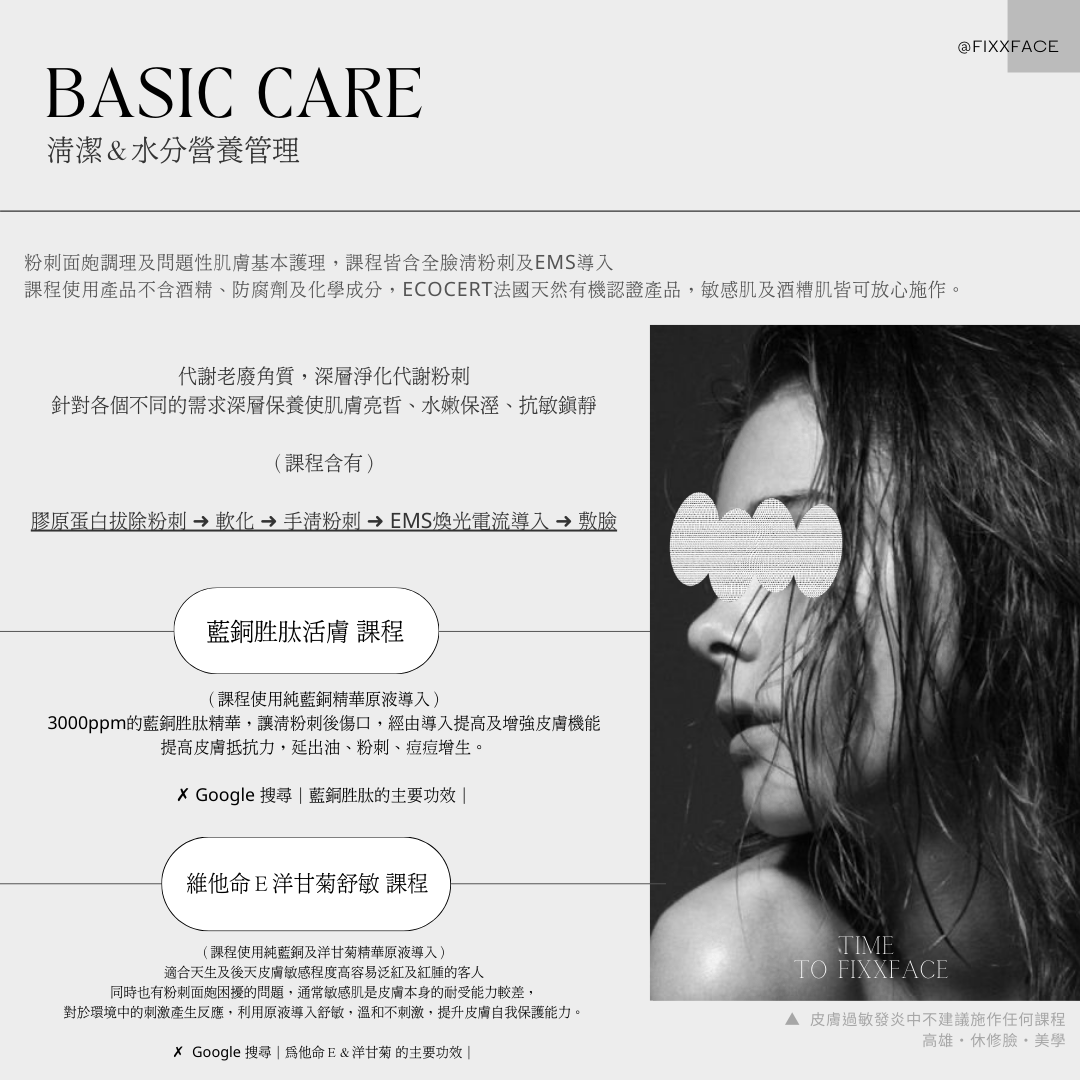 @FIXXFACE
BASIC CARE
清潔＆水分營養管理
粉刺面皰調理及問題性肌膚基本護理，課程皆含全臉清粉刺及EMS導入
課程使用產品不含酒精、防腐劑及化學成分，ECOCERT法國天然有機認證產品，敏感肌及酒糟肌皆可放心施作。
代謝老廢角質，深層淨化代謝粉刺
針對各個不同的需求深層保養使肌膚亮皙、水嫩保溼、抗敏鎮靜
（課程含有）
膠原蛋白拔除粉刺 ➜ 軟化 ➜ 手清粉刺 ➜ EMS煥光電流導入 ➜ 敷臉
藍銅胜肽活膚 課程
（課程使用純藍銅精華原液導入）
3000ppm的藍銅胜肽精華，讓清粉刺後傷口，經由導入提高及增強皮膚機能
提高皮膚抵抗力，延出油、粉刺、痘痘增生。
✗ Google 搜尋｜藍銅胜肽的主要功效｜
維他命Ｅ洋甘菊舒敏 課程
（課程使用純藍銅及洋甘菊精華原液導入）
適合天生及後天皮膚敏感程度高容易泛紅及紅腫的客人
同時也有粉刺面皰困擾的問題，通常敏感肌是皮膚本身的耐受能力較差，
對於環境中的刺激產生反應，利用原液導入舒敏，溫和不刺激，提升皮膚自我保護能力。
✗ Google 搜尋｜爲他命Ｅ＆洋甘菊 的主要功效｜
TIME
TO FIXXFACE
▲ 皮膚過敏發炎中不建議施作任何課程
高雄・休修臉・美學